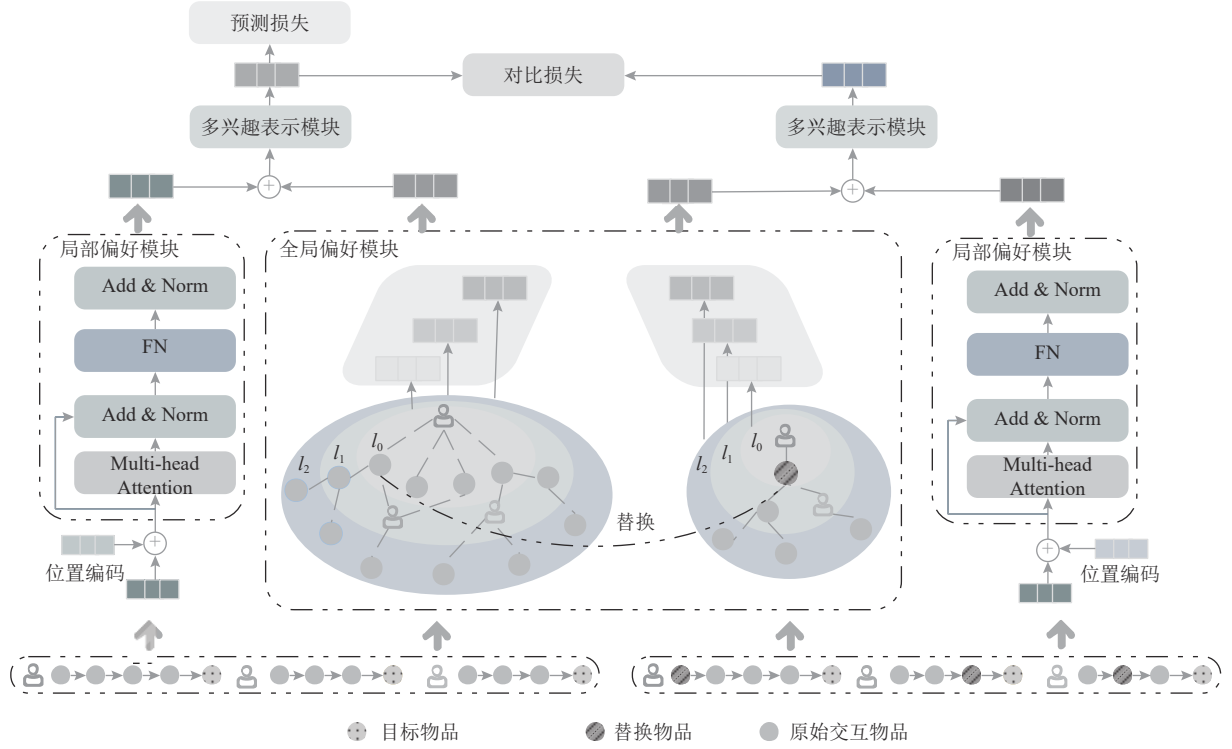 预测损失
对比损失
多兴趣表示模块
多兴趣表示模块
+
+
局部偏好模块
Add & Norm
FN
Add & Norm
Multi-head
Attention
+
位置编码
全局偏好模块
l0
l1
l2
替换
l0
l1
l2
局部偏好模块
Add & Norm
FN
Add & Norm
Multi-head
Attention
+
位置编码
目标物品
替换物品
原始交互物品